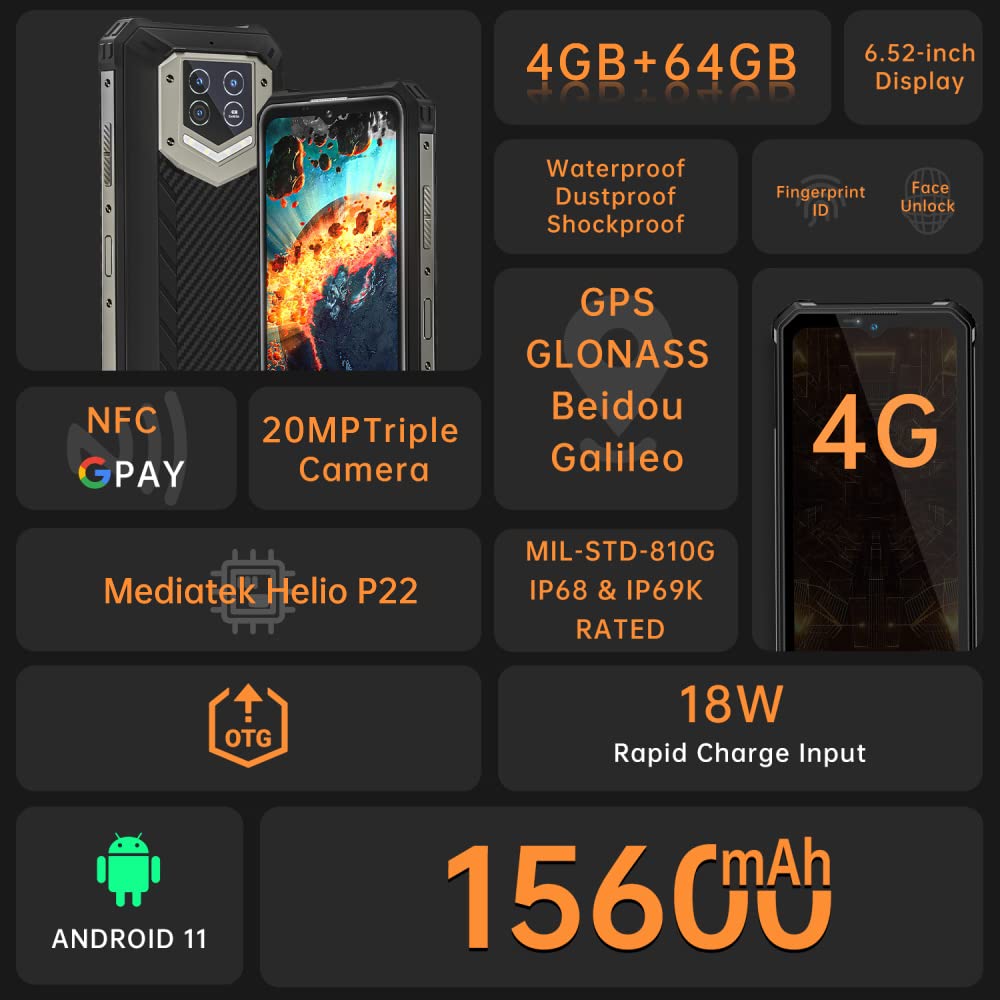 4GB+64GB
6.52-inch
Display
Waterproof
Dustproof
Shockproof
Fingerprint
ID
Face
Unlock
GPS
GLONASS
Beidou
Galileo
4G
NFC
GPAY
20MPTriple
Camera
Mediatek Helio P22
MIL-STD-810G
IP68 & IP69K
RATED
OTG
18W
Rapid Charge Input
ANDROID 11
15600mAh